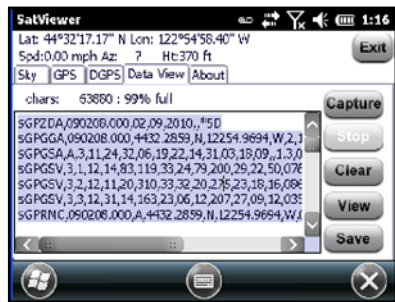 SatViewer 1:16
Lat: 44°32'17.17" N Lon: 122°54'58.40" W
Spd:0.00 mph Az: ? Ht:370 ft
Exit
Sky GPS DGPS Data View About
chars: 63880 : 99% full
Capture
$GPZDA,090208.000,02,09,2010,,*5D
$GPGGA,090208.000,4432.2859,N,12254.9694,W,2,1
Stop
$GPGSA,A,3,11,24,32,06,19,22,14,31,03,18,09,,1.3,0
$GPGSV,3,1,12,14,83,119,33,24,79,200,29,22,50,076
Clear
$GPGSV,3,2,12,11,20,310,33,32,20,275,23,18,16,086
$GPGSV,3,3,12,31,14,163,23,06,12,207,27,09,12,035
View
$GPRNC,090208.000,A,4432.2859,N,12254.9694,W,
Save